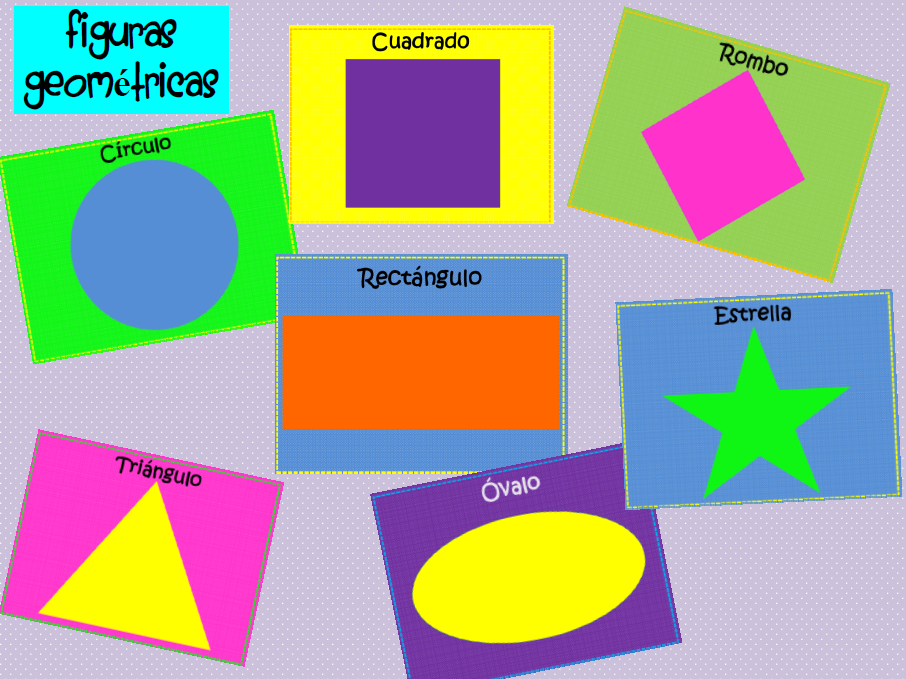 figuras
geométricas
Cuadrado
Rombo
Círculo
Rectángulo
Estrella
Triángulo
Óvalo